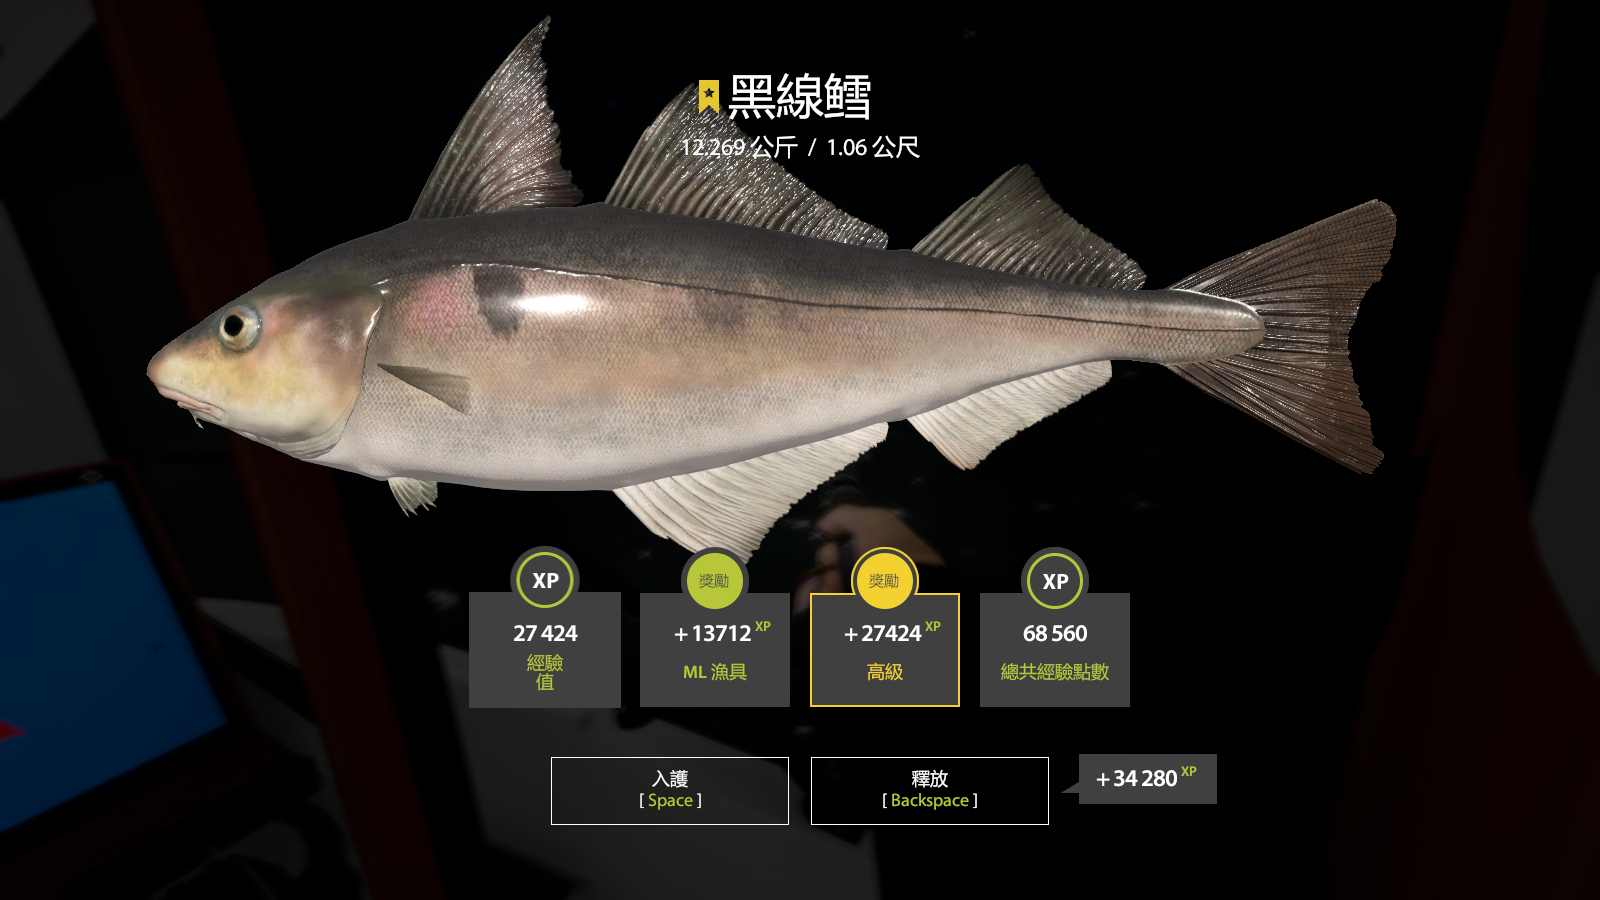 黑線鱈
12.269 公斤 / 1.06 公尺
XP
27 424
經驗
值
獎勵
+13712 XP
ML 漁具
獎勵
+27424 XP
高級
XP
68 560
總共經驗點數
入護
[ Space ]
釋放
[ Backspace ]
+34 280 XP